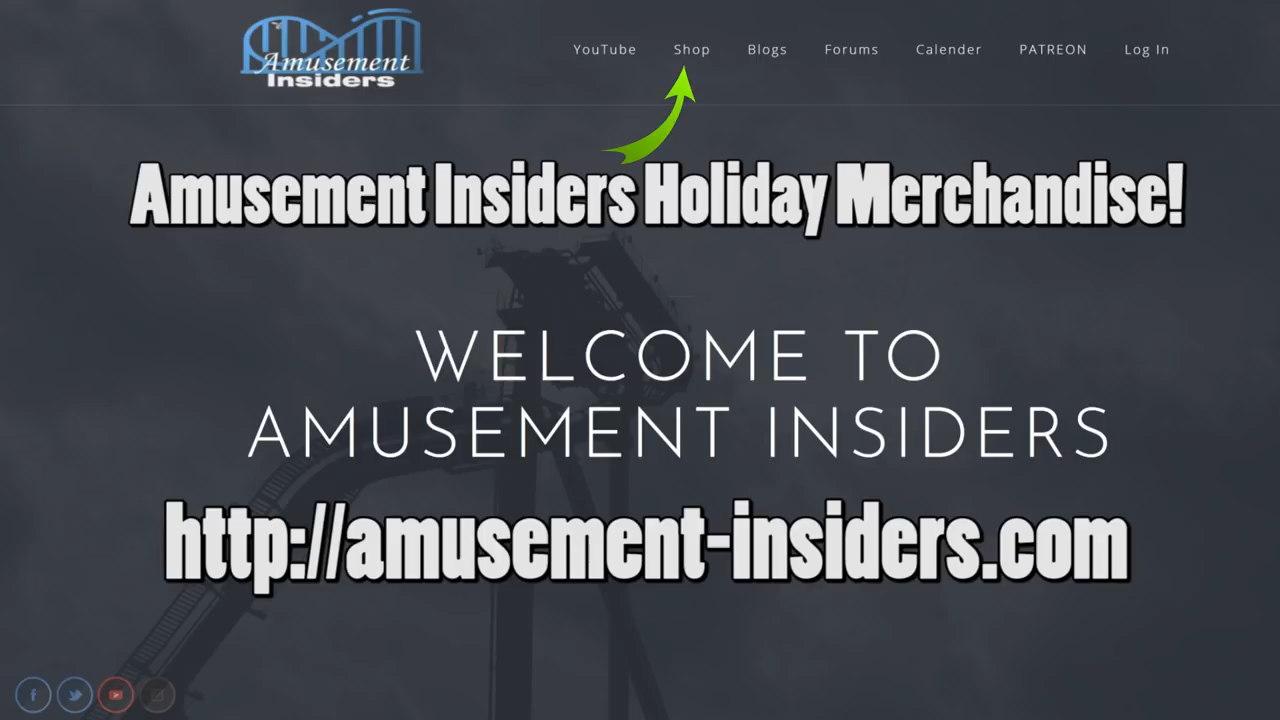 Amusement
Insiders
YouTube Shop Blogs Forums Calender PATREON Log In
Amusement Insiders Holiday Merchandise!
WELCOME TO
AMUSEMENT INSIDERS
http://amusement-insiders.com